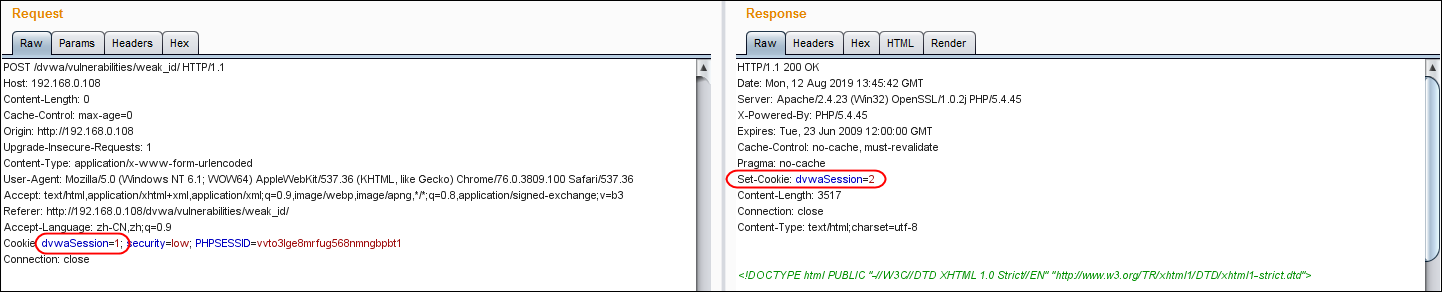 Request
Raw Params Headers Hex
POST /dvwa/vulnerabilities/weak_id/ HTTP/1.1
Host: 192.168.0.108
Content-Length: 0
Cache-Control: max-age=0
Origin: http://192.168.0.108
Upgrade-Insecure-Requests: 1
Content-Type: application/x-www-form-urlencoded
User-Agent: Mozilla/5.0 (Windows NT 6.1; WOW64) AppleWebKit/537.36 (KHTML, like Gecko) Chrome/76.0.3809.100 Safari/537.36
Accept: text/html,application/xhtml+xml,application/xml;q=0.9,image/webp,image/apng,*/*;q=0.8,application/signed-exchange;v=b3
Referer: http://192.168.0.108/dvwa/vulnerabilities/weak_id/
Accept-Language: zh-CN,zh;q=0.9
Cookie: dvwaSession=1; security=low; PHPSESSID=vvto3lge8mrfug568nmngbpbt1
Connection: close
Response
Raw Headers Hex HTML Render
HTTP/1.1 200 OK
Date: Mon, 12 Aug 2019 13:45:42 GMT
Server: Apache/2.4.23 (Win32) OpenSSL/1.0.2j PHP/5.4.45
X-Powered-By: PHP/5.4.45
Expires: Tue, 23 Jun 2009 12:00:00 GMT
Cache-Control: no-cache, must-revalidate
Pragma: no-cache
Set-Cookie: dvwaSession=2
Content-Length: 3517
Connection: close
Content-Type: text/html;charset=utf-8
<!DOCTYPE html PUBLIC "-//W3C//DTD XHTML 1.0 Strict//EN" "http://www.w3.org/TR/xhtml1/DTD/xhtml1-strict.dtd">